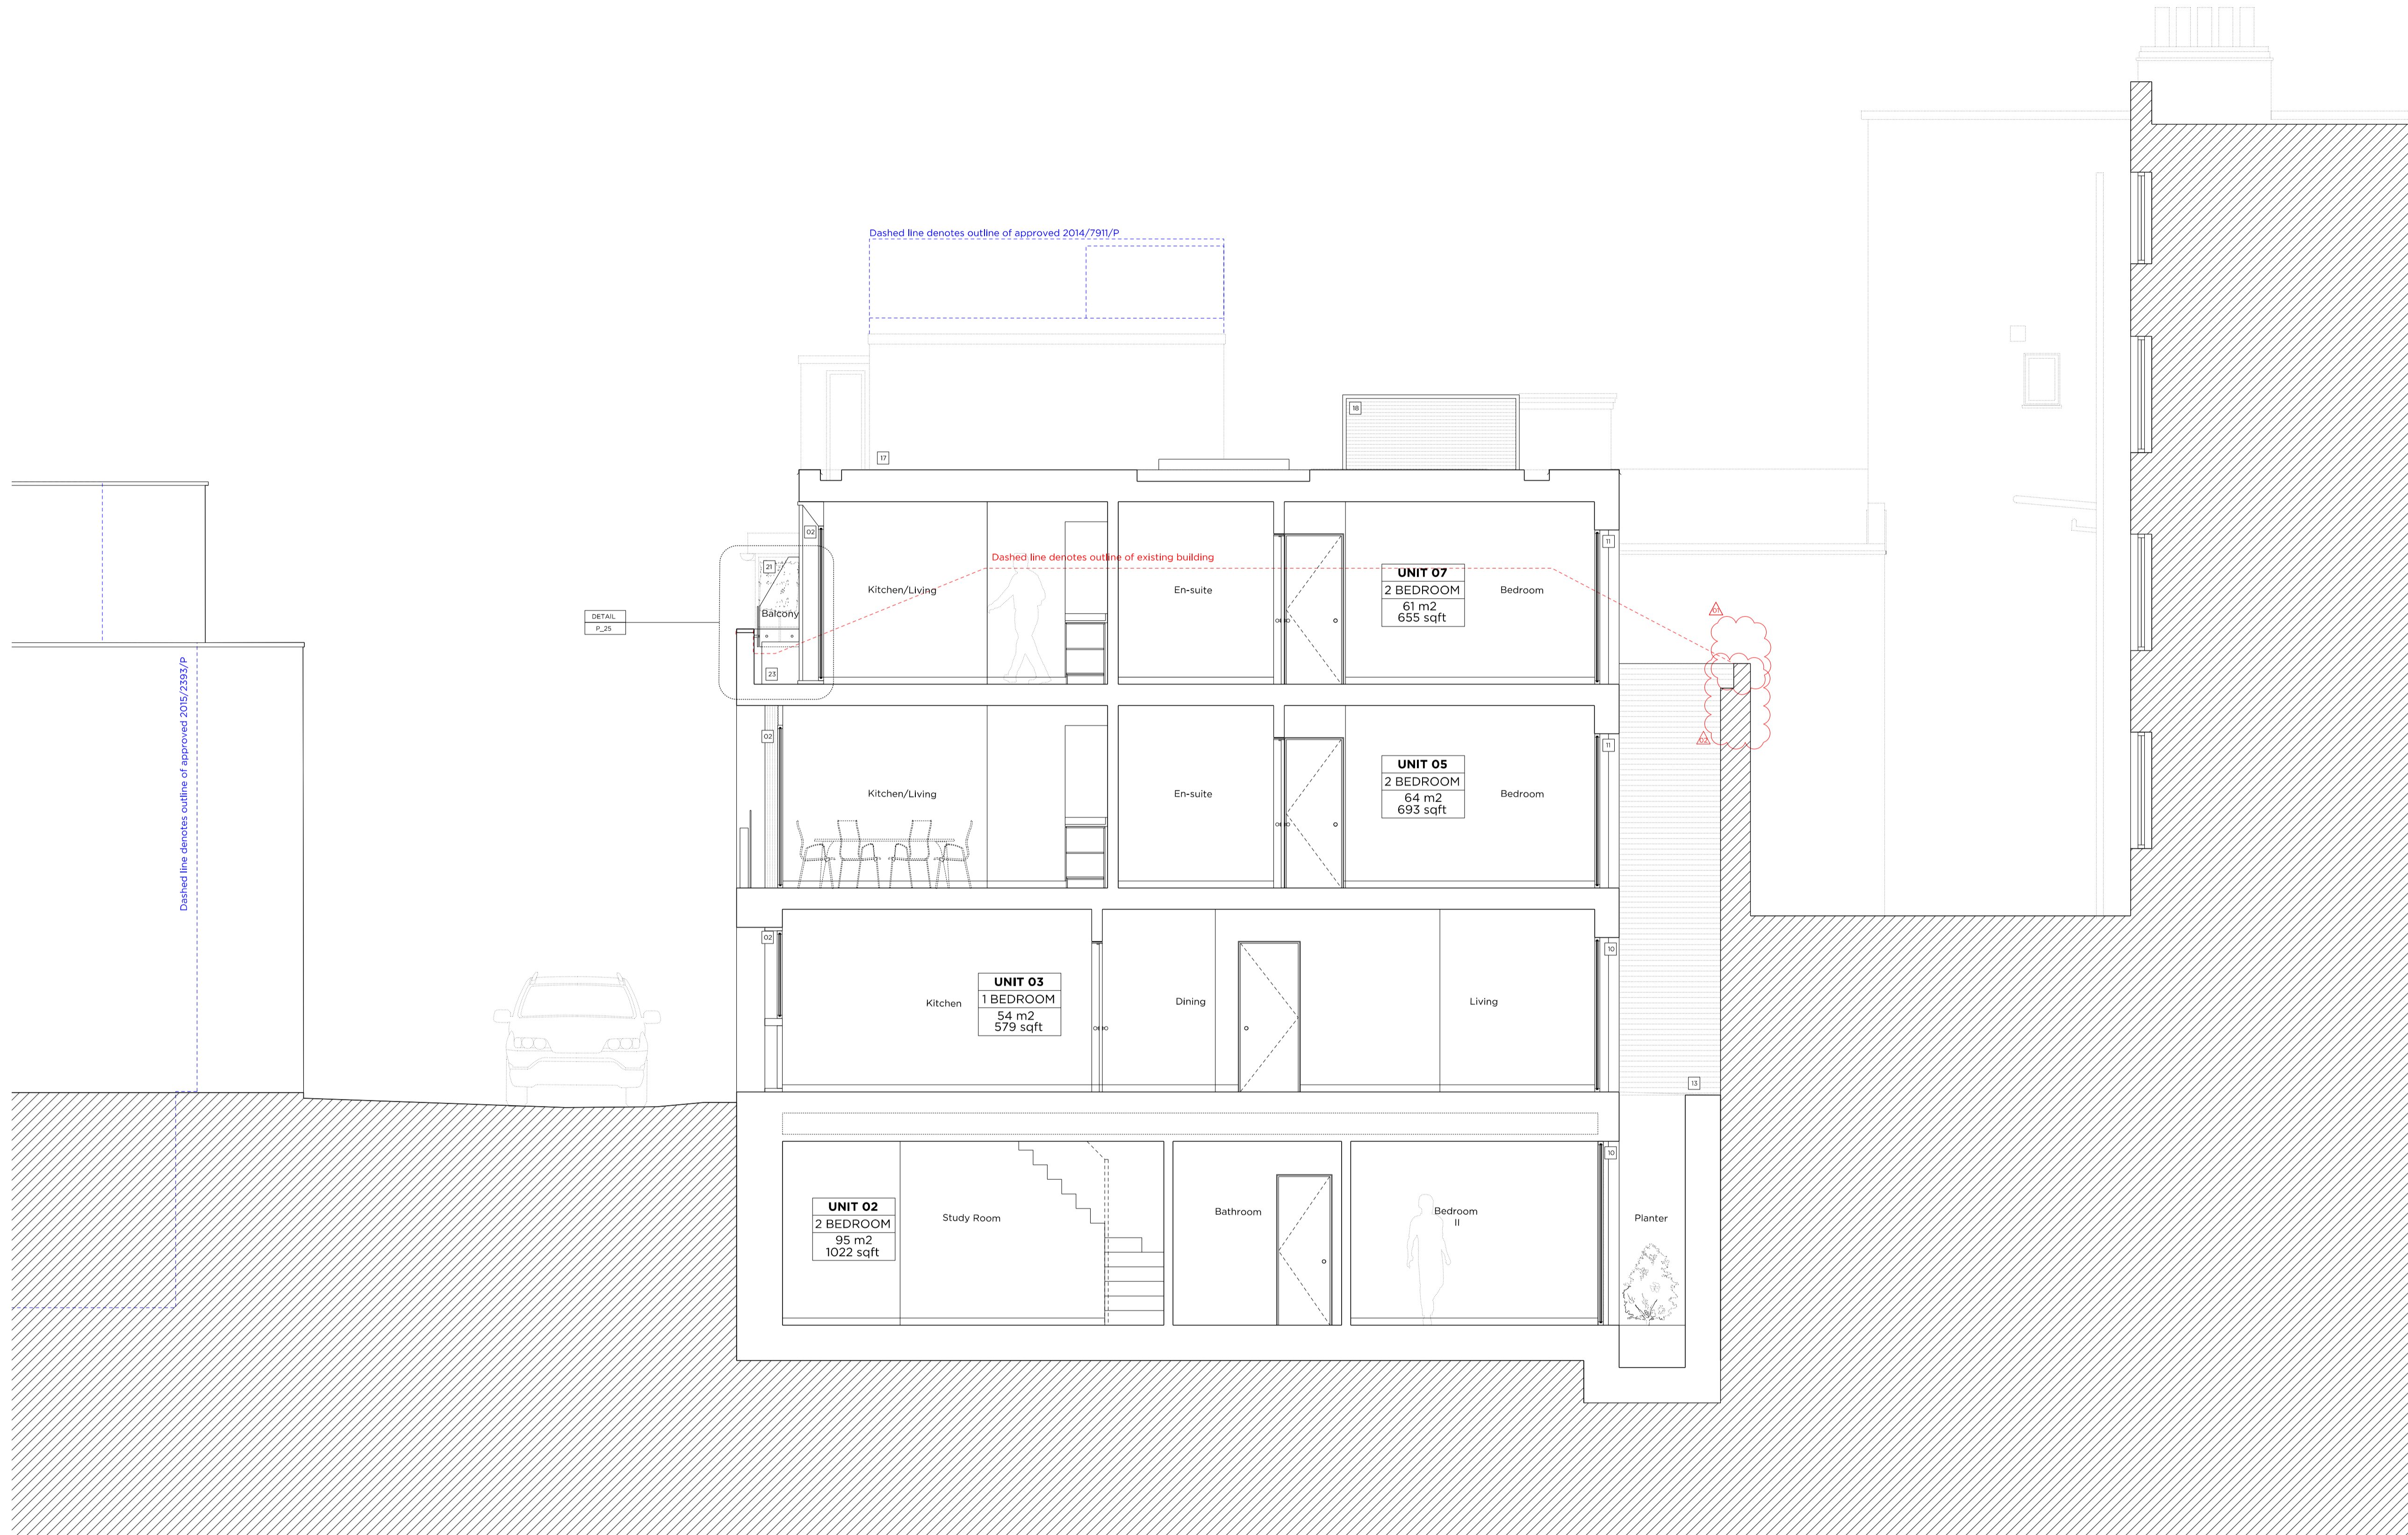 Dashed line denotes outline of approved 2014/7911/P
18
17
02
Dashed line denotes outline of existing building
11
21
UNIT 07
2 BEDROOM
61 m2
655 sqft
Kitchen/Living
En-suite
Bedroom
Balcony
DETAIL
P_25
01
23
Dashed line denotes outline of approved 2015/2393/P
02
11
02
UNIT 05
2 BEDROOM
64 m2
693 sqft
Kitchen/LIving
En-suite
Bedroom
02
10
UNIT 03
1 BEDROOM
54 m2
579 sqft
Kitchen
Dining
Living
13
10
UNIT 02
2 BEDROOM
95 m2
1022 sqft
Study Room
Bathroom
Bedroom
II
Planter